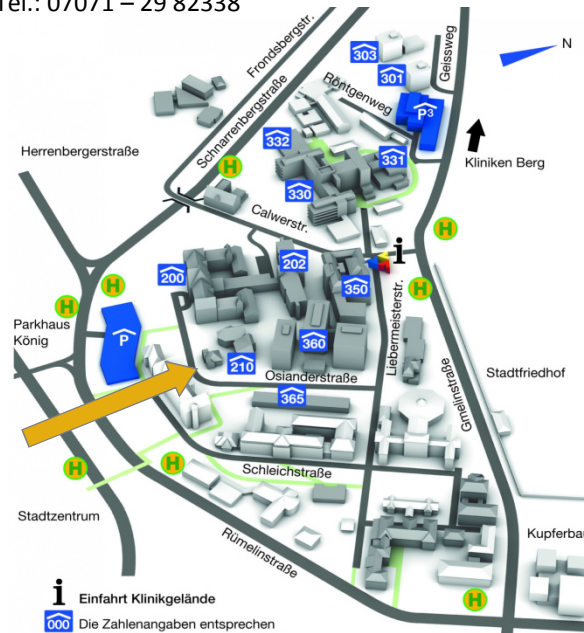 Tel.: 07071 – 29 82338
Frondsbergstr.
303
301
Geissweg
N
Schnarrenbergstraße
Röntgenweg
P3
332
331
Kliniken Berg
Herrenbergerstraße
H
330
Calwerstr.
H
i
200
202
350
H
H
H
Parkhaus
König
P
360
Liebermeisterstr.
210
Osianderstraße
Gmelinstraße
Stadtfriedhof
365
H
H
Schleichstraße
Stadtzentrum
Rümelinstraße
Kupferbau
H
i Einfahrt Klinikgelände
000 Die Zahlenangaben entsprechen